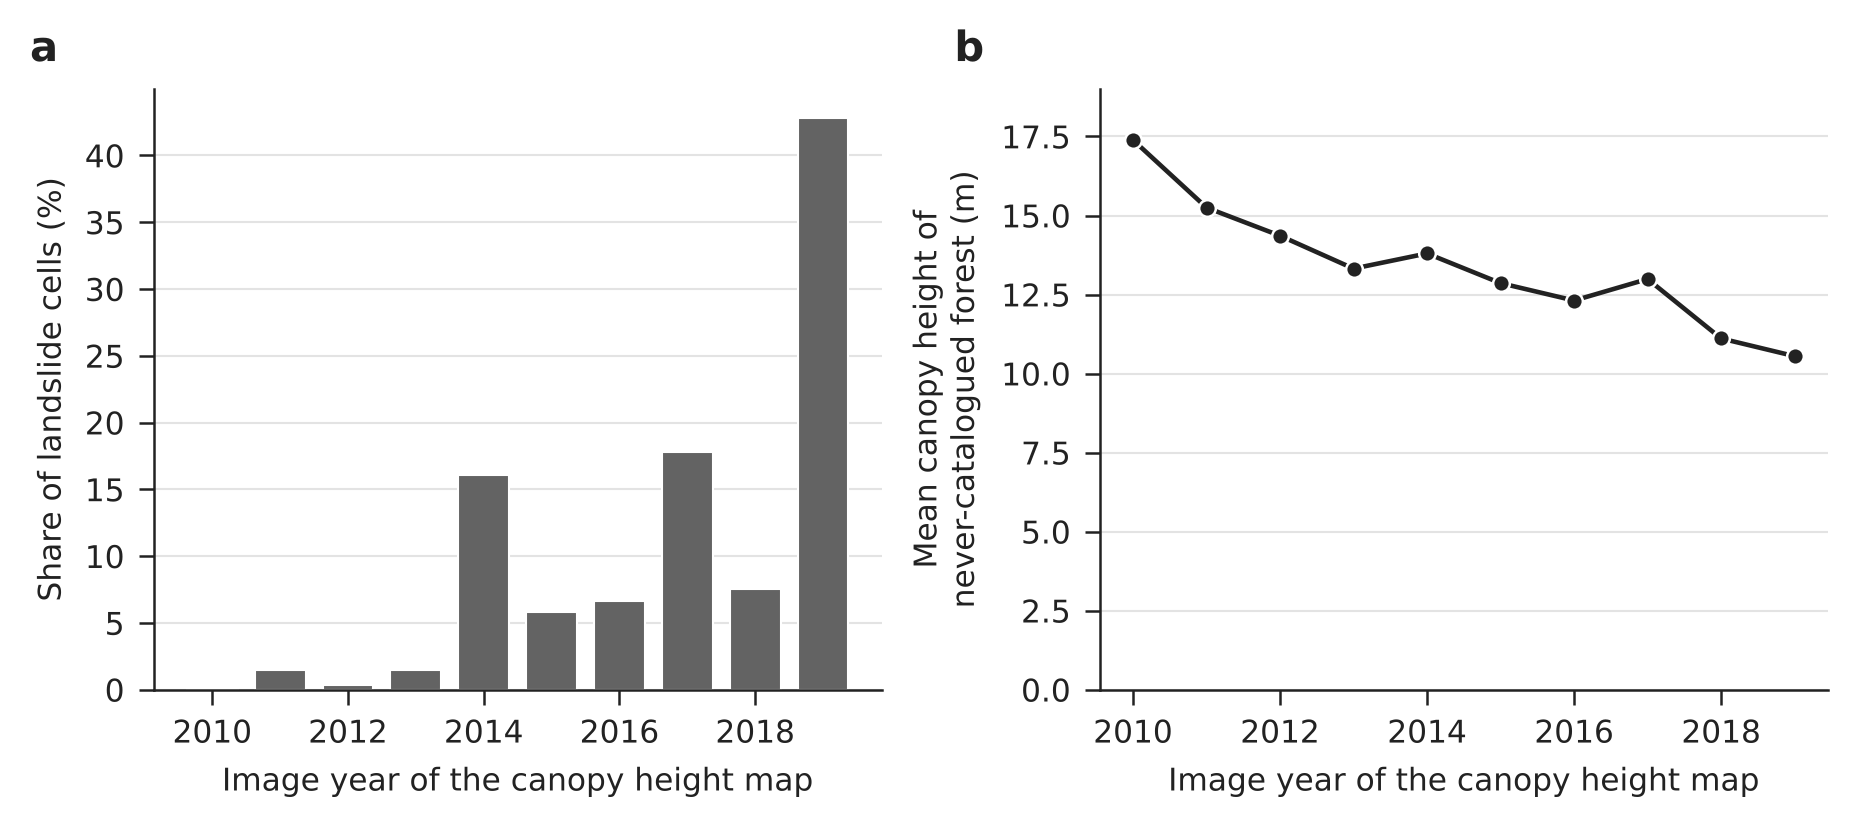 a
40
35
30
25
20
15
10
5
0
Share of landslide cells (%)
2010 2012 2014 2016 2018
Image year of the canopy height map
b
17.5
15.0
12.5
10.0
7.5
5.0
2.5
0.0
Mean canopy height of
never-catalogued forest (m)
2010 2012 2014 2016 2018
Image year of the canopy height map